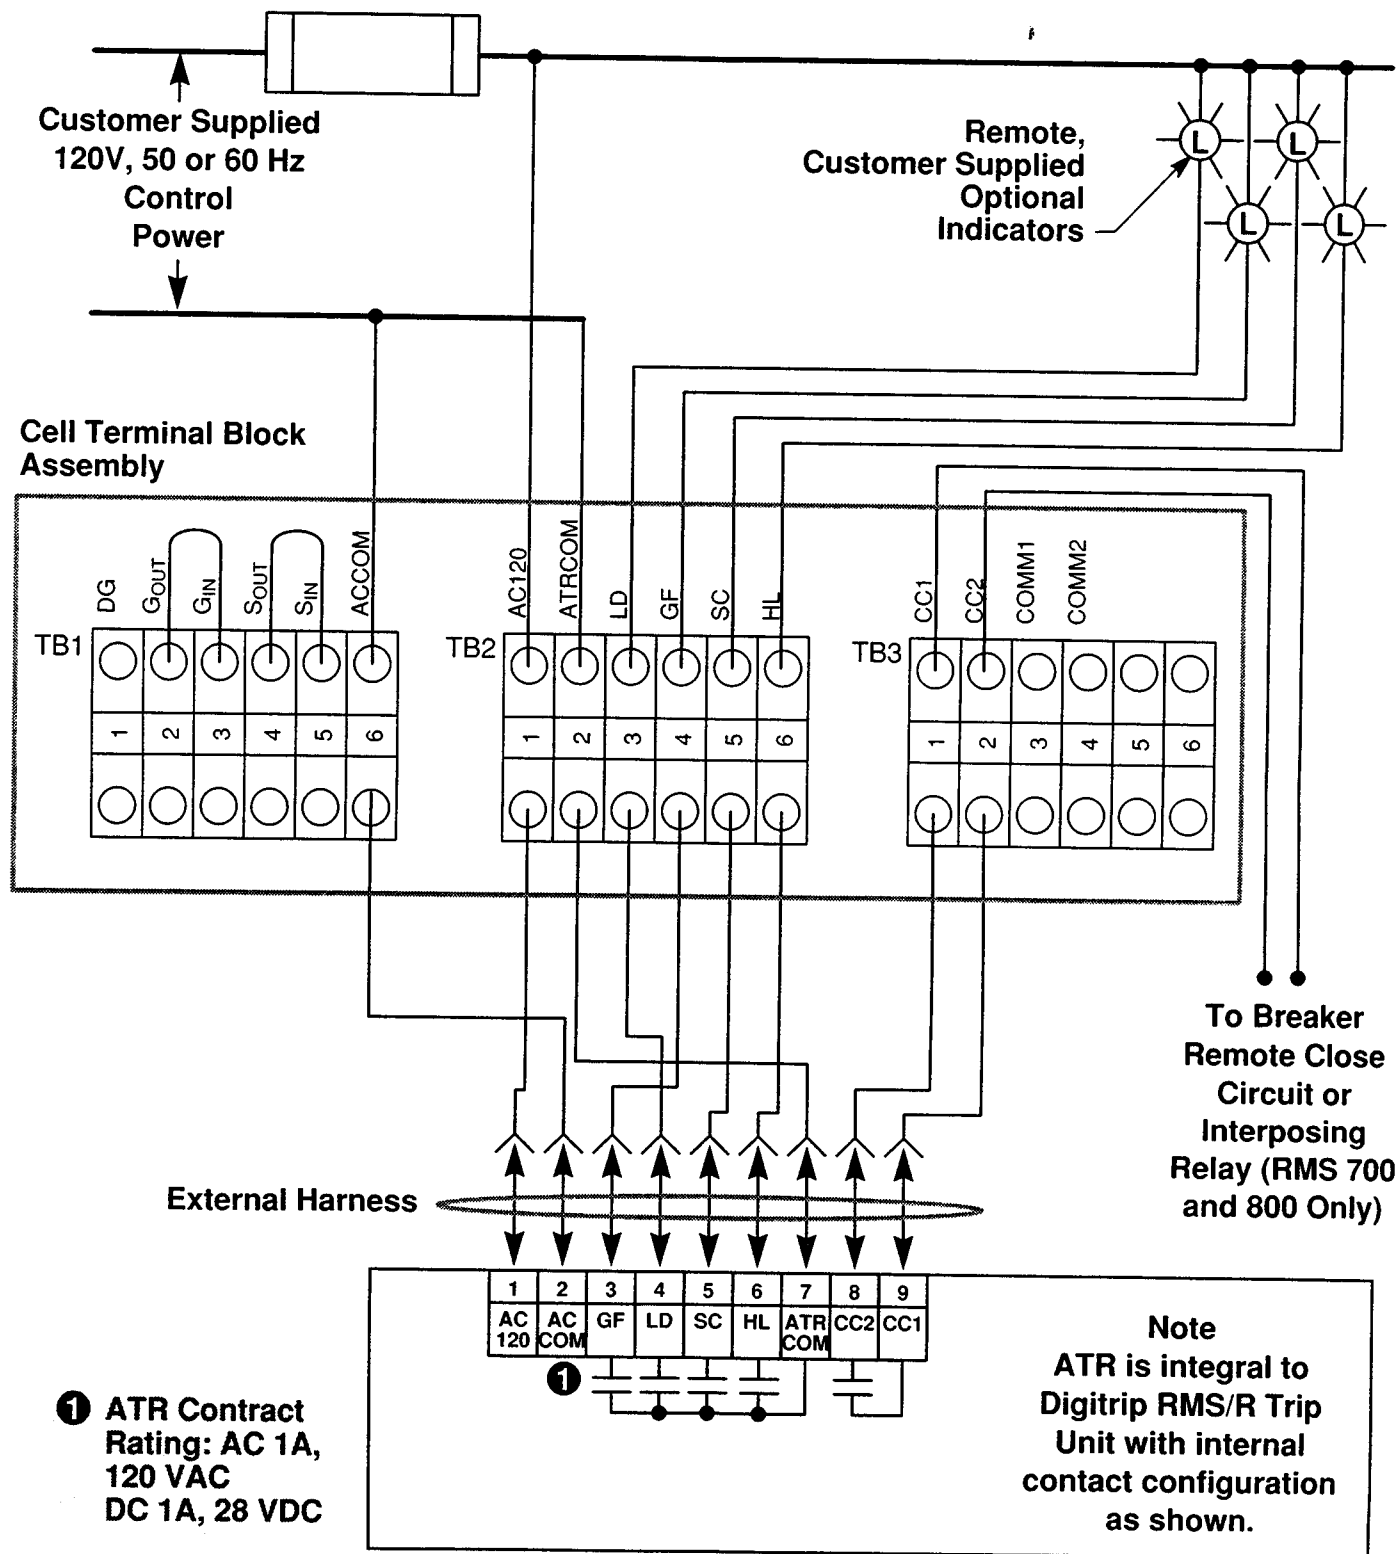 Customer Supplied
120V, 50 or 60 Hz
Control
Power
Remote,
Customer Supplied
Optional
Indicators
L
L
L
L
Cell Terminal Block
Assembly
DG
GOUT
GIN
SOUT
SIN
ACCOM
AC120
ATRCOM
LD
GF
SC
HL
CC1
CC2
COMM1
COMM2
TB1
TB2
TB3
1 2 3 4 5 6
1 2 3 4 5 6
1 2 3 4 5 6
To Breaker
Remote Close
Circuit or
Interposing
Relay (RMS 700
and 800 Only)
External Harness
1 2 3 4 5 6 7 8 9
AC 120
AC COM
GF
LD
SC
HL
ATR COM
CC2
CC1
1
1 ATR Contract
Rating: AC 1A,
120 VAC
DC 1A, 28 VDC
Note
ATR is integral to
Digitrip RMS/R Trip
Unit with internal
contact configuration
as shown.